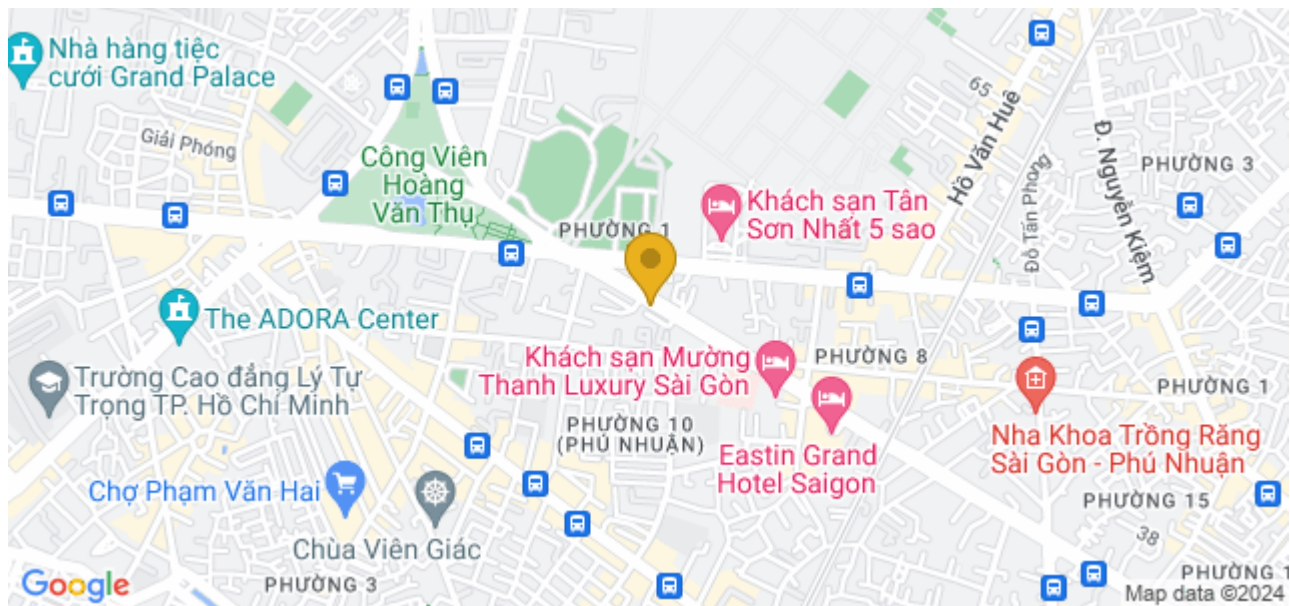 Nhà hàng tiệc
cưới Grand Palace
65
Hồ Văn Huê
Giải Phóng
Công Viên
Hoàng
Văn Thụ
Đ. Nguyễn Kiệm
PHƯỜNG 3
Đỗ Tấn Phong
Khách sạn Tân
Sơn Nhất 5 sao
PHƯỜNG 1
The ADORA Center
Khách sạn Mường
Thanh Luxury Sài Gòn
PHƯỜNG 8
Trường Cao đẳng Lý Tự
Trọng TP. Hồ Chí Minh
PHƯỜNG 1
PHƯỜNG 10
(PHÚ NHUẬN)
Nha Khoa Trồng Răng
Sài Gòn - Phú Nhuận
Eastin Grand
Hotel Saigon
Chợ Phạm Văn Hai
PHƯỜNG 15
38
Chùa Viên Giác
PHƯỜNG 3
PHƯỜNG 1
Google
Map data ©2024